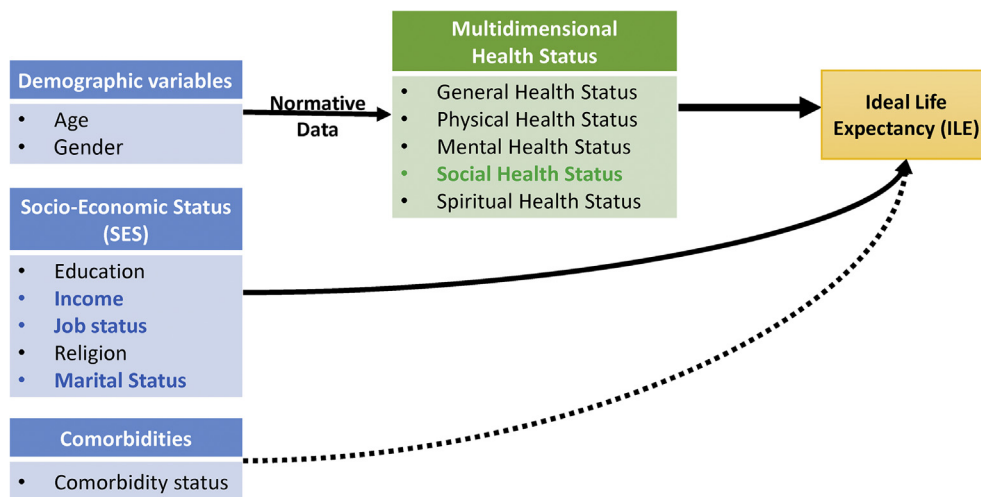 Demographic variables
• Age
• Gender
Normative
Data
Multidimensional
Health Status
• General Health Status
• Physical Health Status
• Mental Health Status
• Social Health Status
• Spiritual Health Status
Ideal Life
Expectancy (ILE)
Socio-Economic Status
(SES)
• Education
• Income
• Job status
• Religion
• Marital Status
Comorbidities
• Comorbidity status